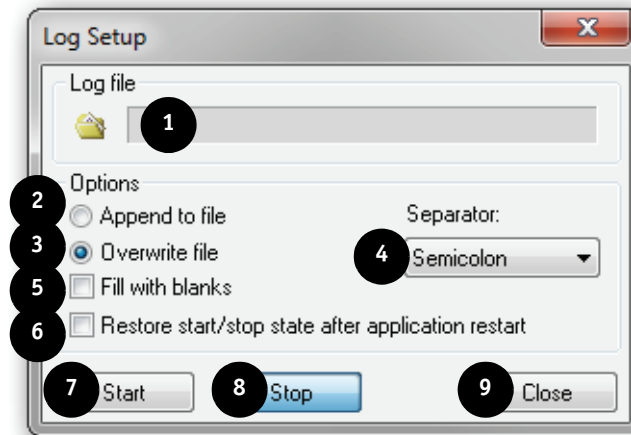 Log Setup
Log file
1
Options
2 Append to file
Separator:
3 Overwrite file
4 Semicolon
5 Fill with blanks
6 Restore start/stop state after application restart
7 Start 8 Stop 9 Close